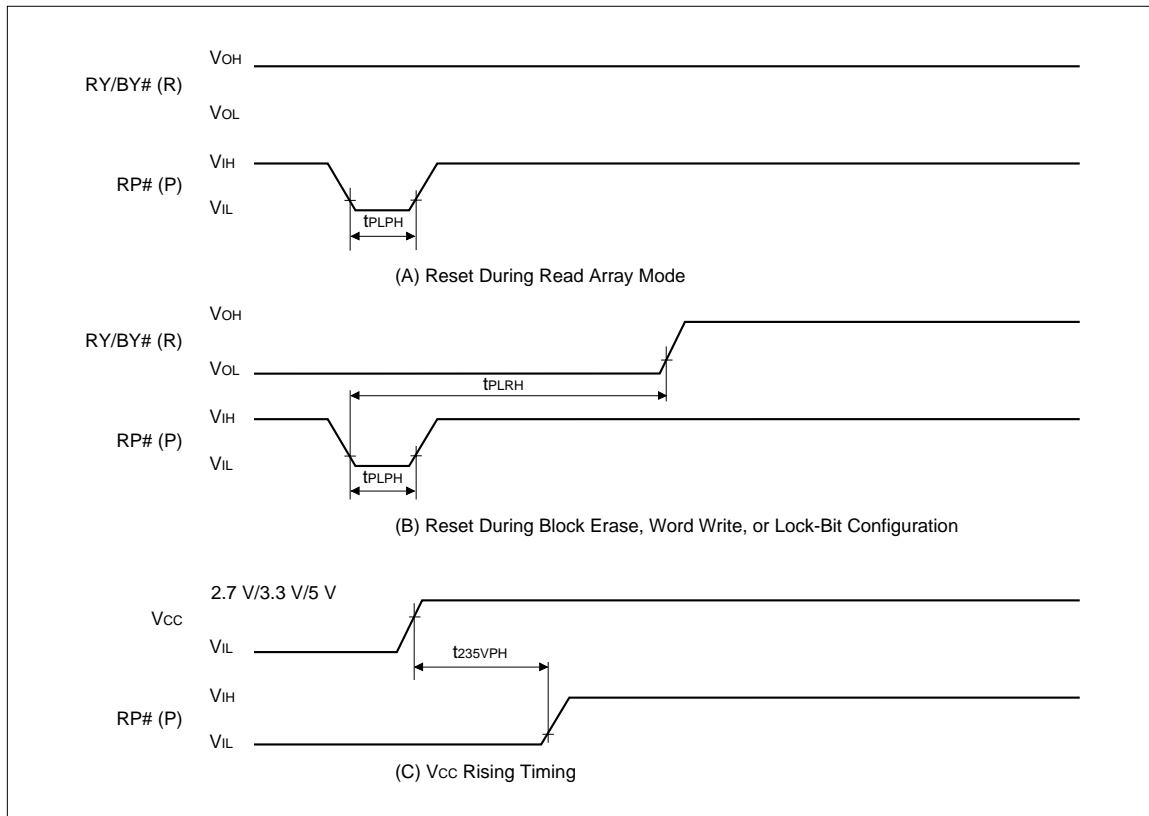 VOH
RY/BY# (R)
VOL
VIH
RP# (P)
VIL
tPLPH
(A) Reset During Read Array Mode
VOH
RY/BY# (R)
VOL
tPLRH
VIH
RP# (P)
VIL
tPLPH
(B) Reset During Block Erase, Word Write, or Lock-Bit Configuration
2.7 V/3.3 V/5 V
VCC
VIL
t235VPH
VIH
RP# (P)
VIL
(C) VCC Rising Timing